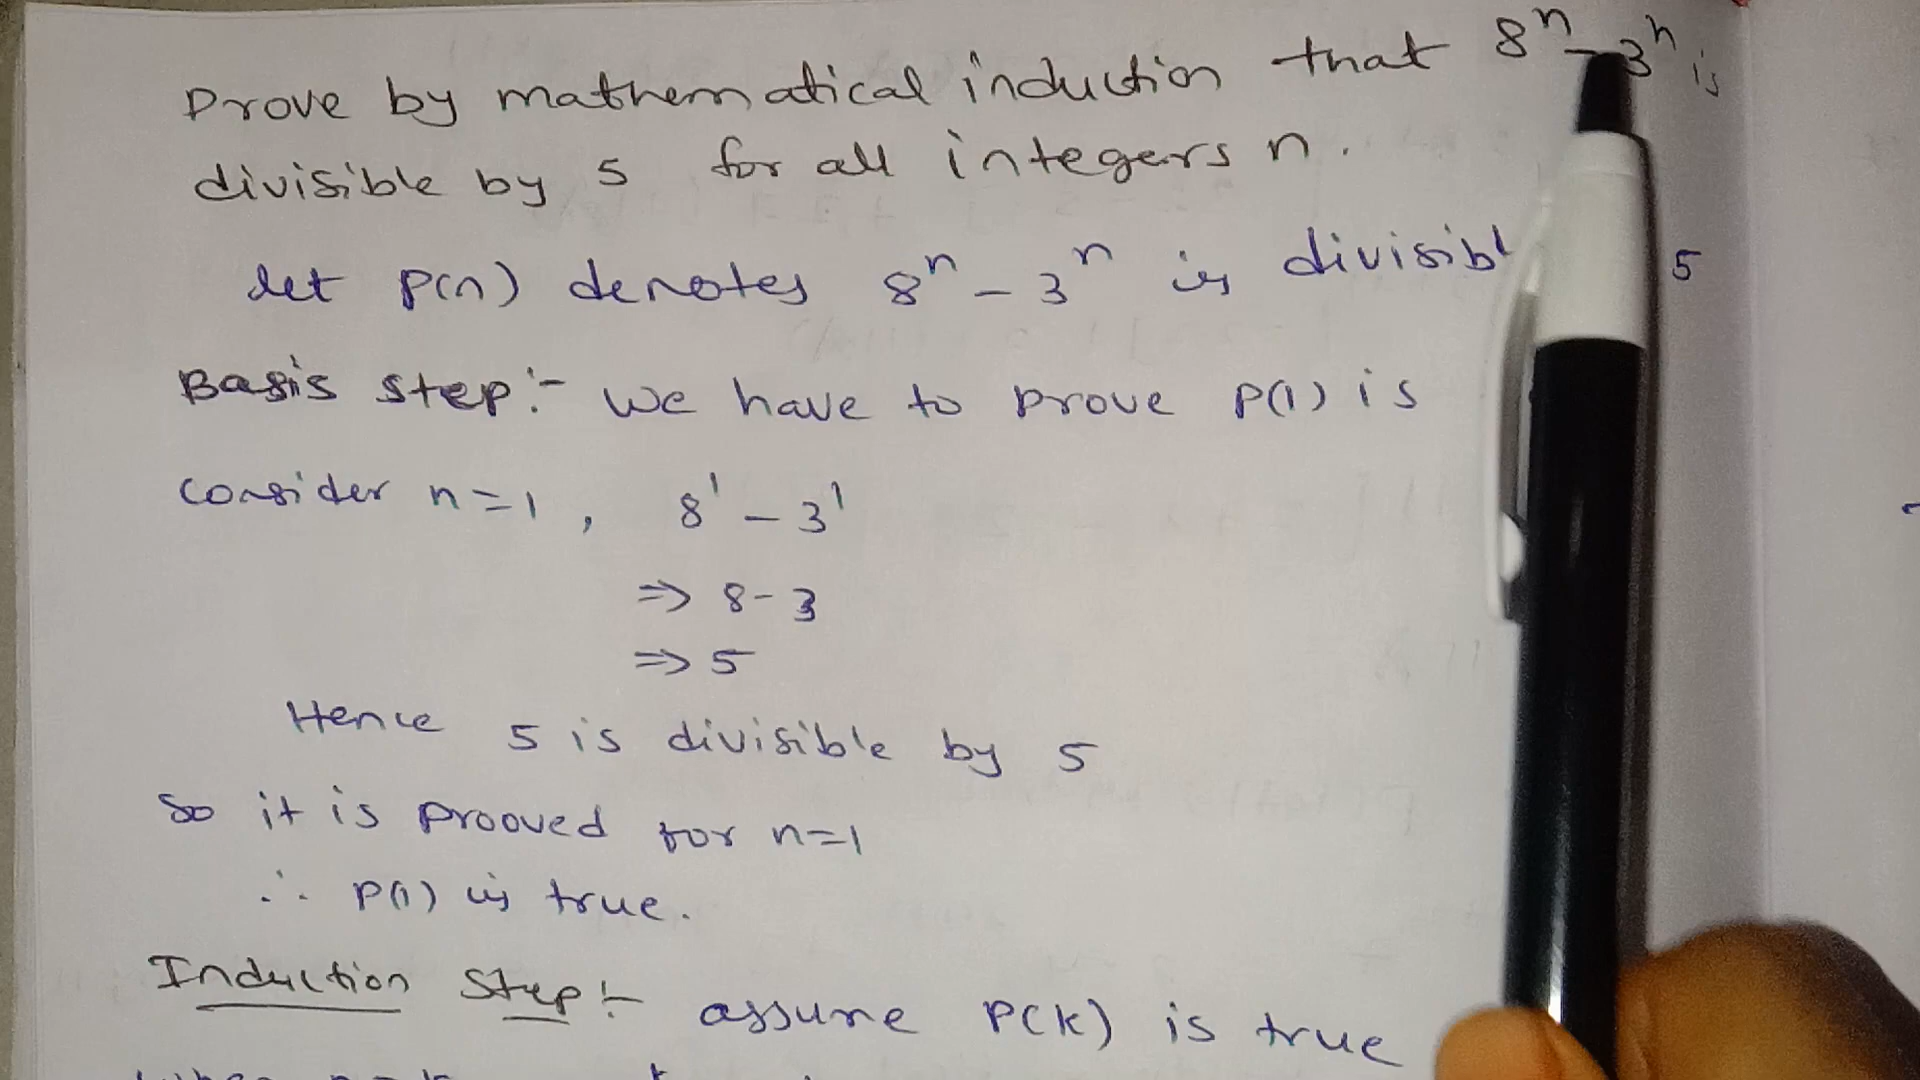 Prove by mathematical induction that 8ⁿ - 3ⁿ is
divisible by 5 for all integers n.
Let P(n) denotes 8ⁿ - 3ⁿ is 5
Basis step:- We have to prove P(1) is
Consider n=1, 8¹ - 3¹
⇒ 8-3
⇒ 5
Hence 5 is divisible by 5
So it is prooved for n=1
∴ P(1) is true.
Induction Step:- assume P(k) is true